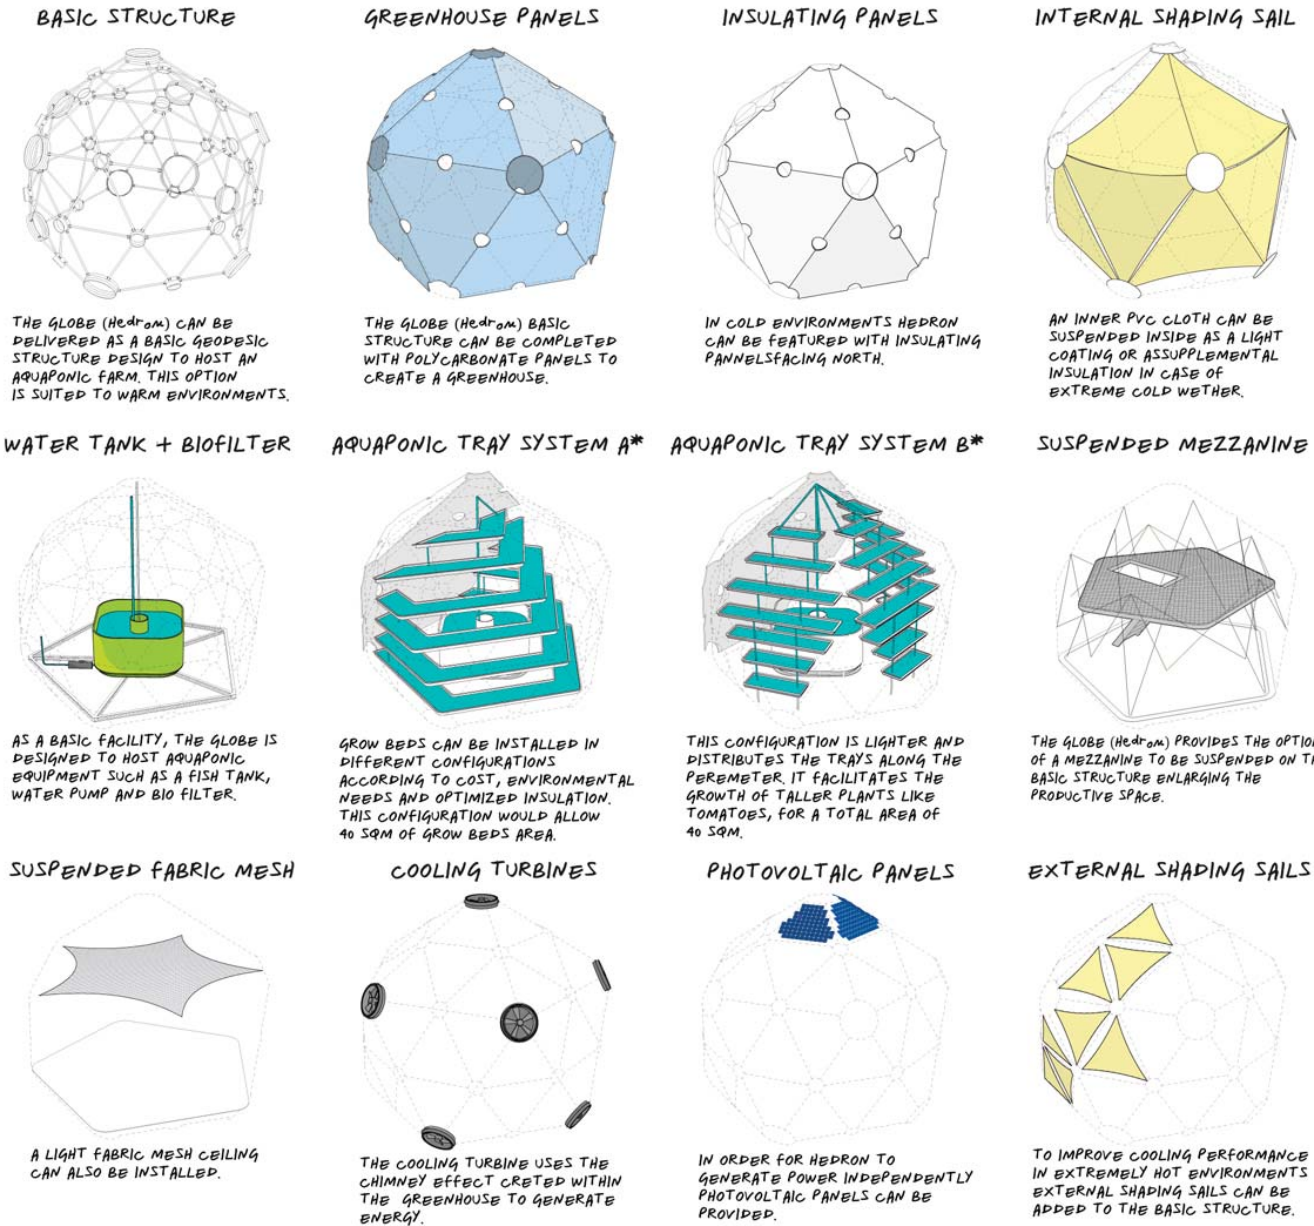 BASIC STRUCTURE
THE GLOBE (Hedron) CAN BE
DELIVERED AS A BASIC GEODESIC
STRUCTURE DESIGN TO HOST AN
AQUAPONIC FARM. THIS OPTION
IS SUITED TO WARM ENVIRONMENTS.
GREENHOUSE PANELS
THE GLOBE (Hedron) BASIC
STRUCTURE CAN BE COMPLETED
WITH POLYCARBONATE PANELS TO
CREATE A GREENHOUSE.
INSULATING PANELS
IN COLD ENVIRONMENTS HEDRON
CAN BE FEATURED WITH INSULATING
PANNELSFACING NORTH.
INTERNAL SHADING SAIL
AN INNER PVC CLOTH CAN BE
SUSPENDED INSIDE AS A LIGHT
COATING OR ASSUPPLEMENTAL
INSULATION IN CASE OF
EXTREME COLD WETHER.
WATER TANK + BIOFILTER
AS A BASIC FACILITY, THE GLOBE IS
DESIGNED TO HOST AQUAPONIC
EQUIPMENT SUCH AS A FISH TANK,
WATER PUMP AND BIO FILTER.
AQUAPONIC TRAY SYSTEM A*
GROW BEDS CAN BE INSTALLED IN
DIFFERENT CONFIGURATIONS
ACCORDING TO COST, ENVIRONMENTAL
NEEDS AND OPTIMIZED INSULATION.
THIS CONFIGURATION WOULD ALLOW
40 SQM OF GROW BEDS AREA.
AQUAPONIC TRAY SYSTEM B*
THIS CONFIGURATION IS LIGHTER AND
DISTRIBUTES THE TRAYS ALONG THE
PEREMETER. IT FACILITATES THE
GROWTH OF TALLER PLANTS LIKE
TOMATOES, FOR A TOTAL AREA OF
40 SQM.
SUSPENDED MEZZANINE
THE GLOBE (Hedron) PROVIDES THE OPTION
OF A MEZZANINE TO BE SUSPENDED ON TH
BASIC STRUCTURE ENLARGING THE
PRODUCTIVE SPACE.
SUSPENDED FABRIC MESH
A LIGHT FABRIC MESH CEILING
CAN ALSO BE INSTALLED.
COOLING TURBINES
THE COOLING TURBINE USES THE
CHIMNEY EFFECT CRETED WITHIN
THE GREENHOUSE TO GENERATE
ENERGY.
PHOTOVOLTAIC PANELS
IN ORDER FOR HEDRON TO
GENERATE POWER INDEPENDENTLY
PHOTOVOLTAIC PANELS CAN BE
PROVIDED.
EXTERNAL SHADING SAILS
TO IMPROVE COOLING PERFORMANCE
IN EXTREMELY HOT ENVIRONMENTS
EXTERNAL SHADING SAILS CAN BE
ADDED TO THE BASIC STRUCTURE.